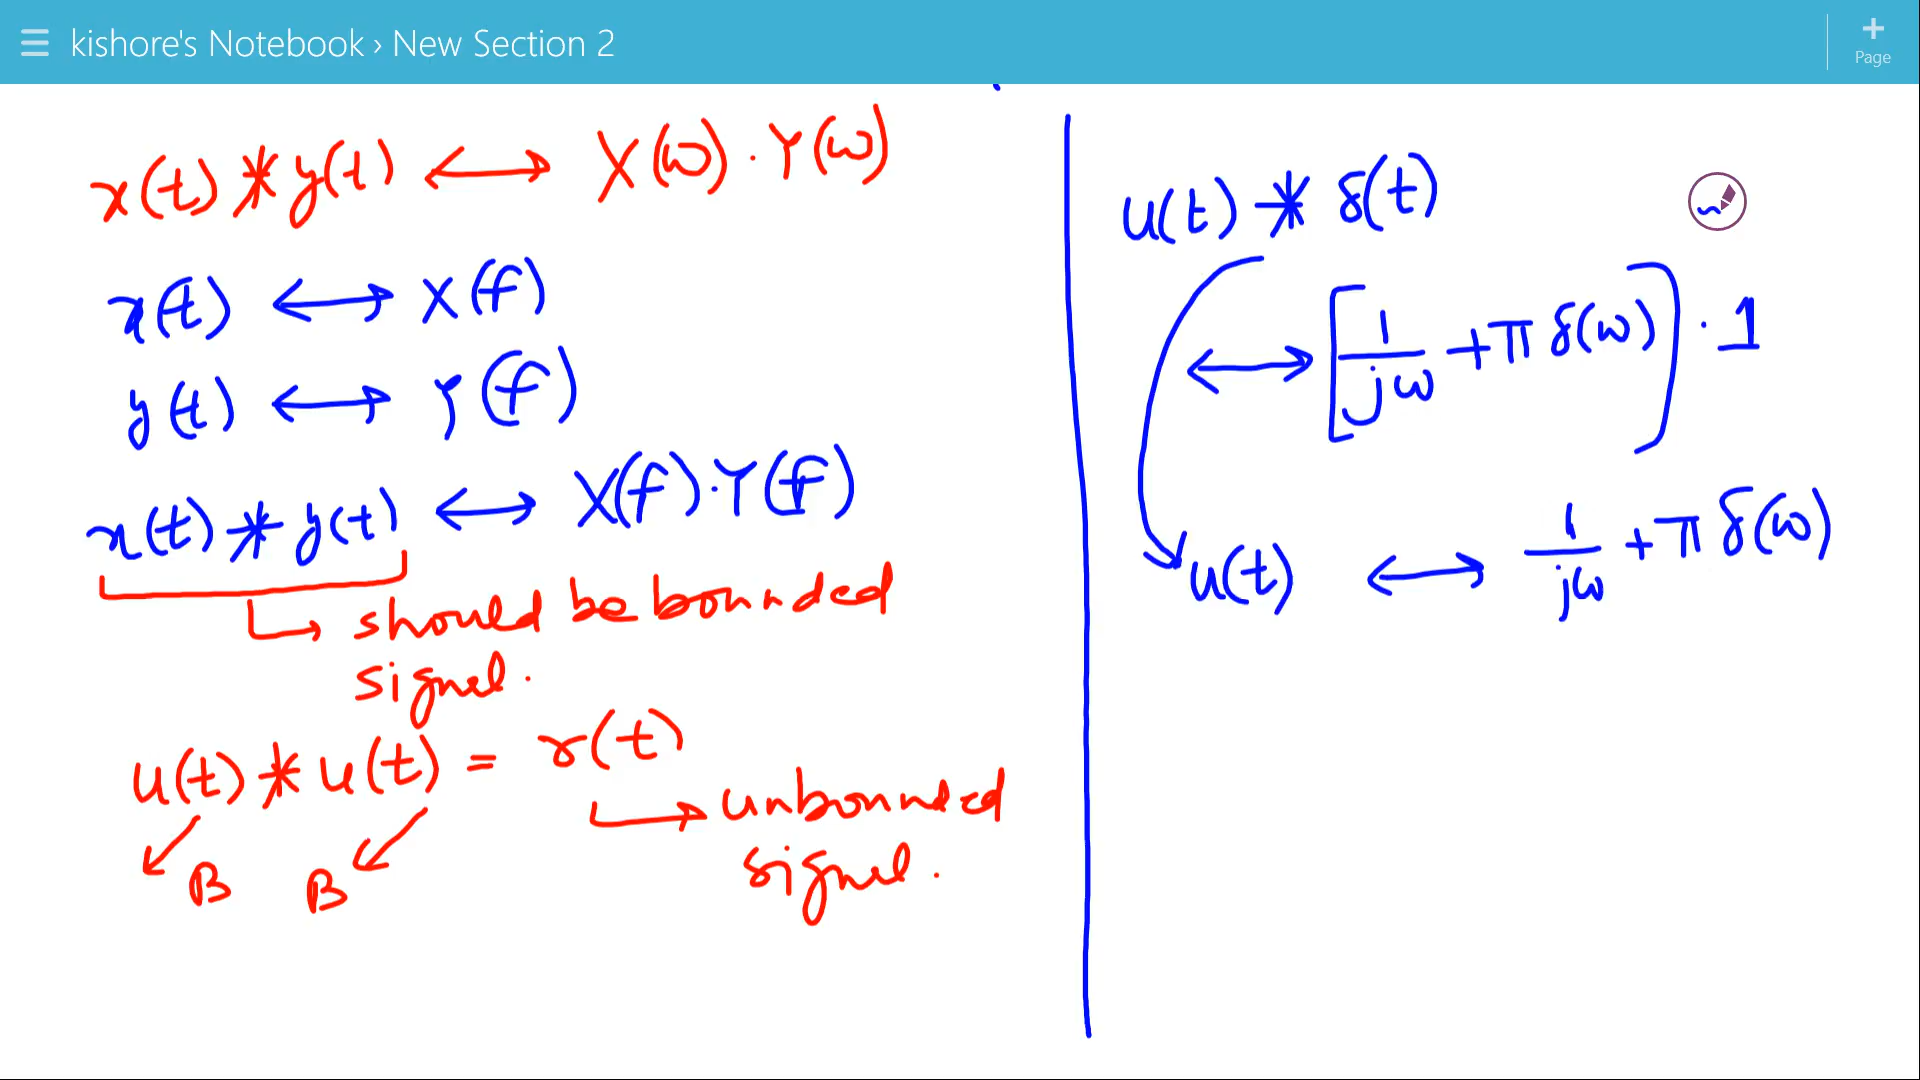 kishore's Notebook › New Section 2
+ Page
x(t) * y(t) ⟷ X(ω) · Y(ω)
x(t) ⟷ X(f)
y(t) ⟷ Y(f)
x(t) * y(t) ⟷ X(f) · Y(f)
↳ should be bounded
signal.
u(t) * u(t) = r(t)
↳ unbounded
signal.
B B
u(t) * δ(t)
⟷ [1/jω + π δ(ω)] · 1
u(t) ⟷ 1/jω + π δ(ω)